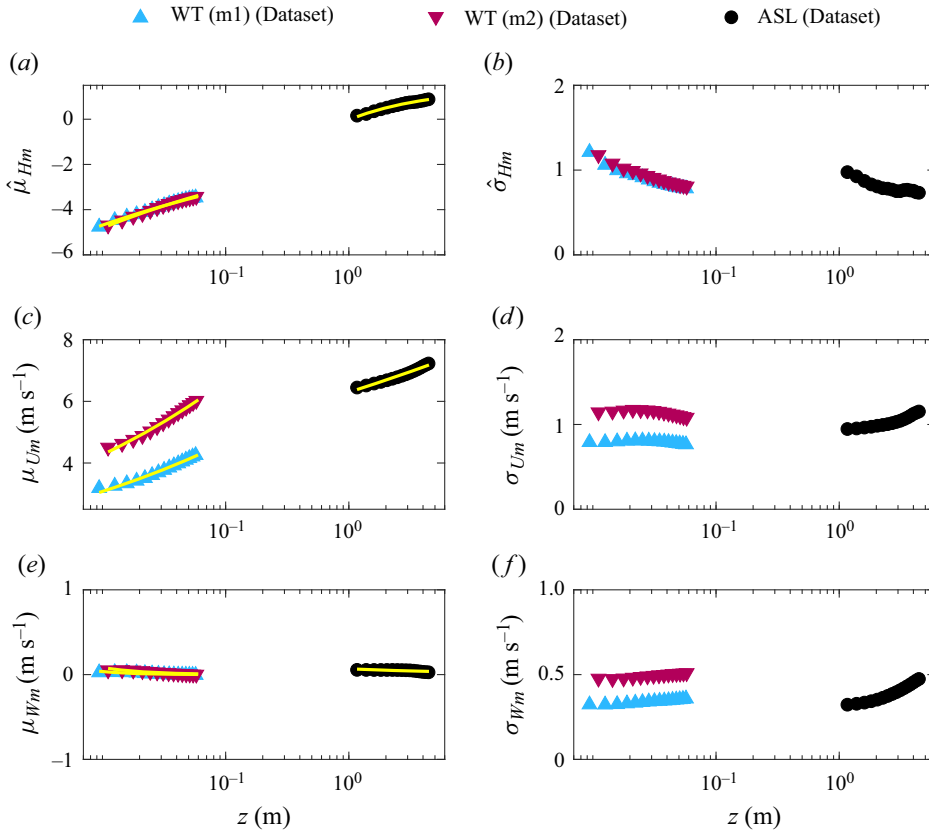 WT (m1) (Dataset) WT (m2) (Dataset) ASL (Dataset)
(a) (b)
0
–2
–4
–6
μ̂Hm
10⁻¹ 10⁰
2
1
0
σ̂Hm
10⁻¹ 10⁰
(c) (d)
8
6
4
μUm (m s⁻¹)
10⁻¹ 10⁰
2
1
0
σUm (m s⁻¹)
10⁻¹ 10⁰
(e) (f)
1
0
–1
μWm (m s⁻¹)
10⁻¹ 10⁰
z (m)
1.0
0.5
0
σWm (m s⁻¹)
10⁻¹ 10⁰
z (m)